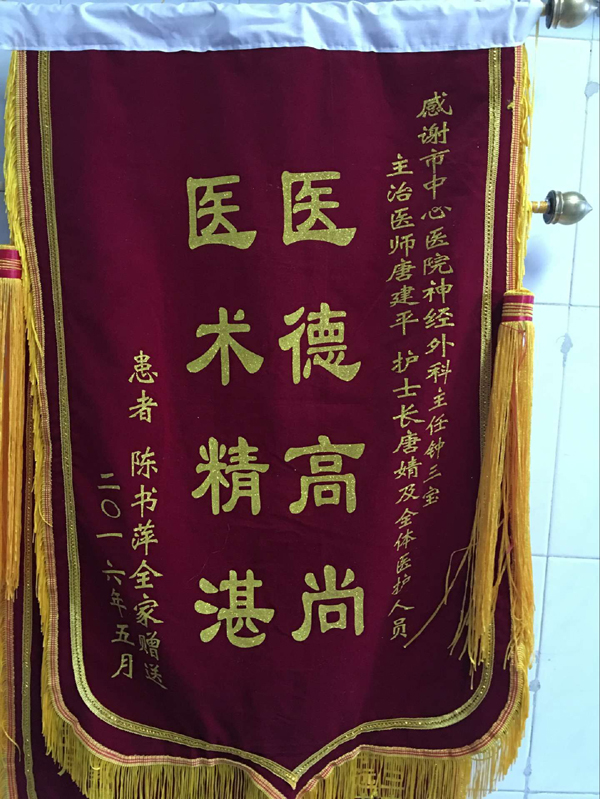 感谢市中心医院神经外科主任钟三宝
主治医师唐建平 护士长唐婧及全体医护人员
医德高尚
医术精湛
患者 陈书萍全家赠送
二〇一六年五月